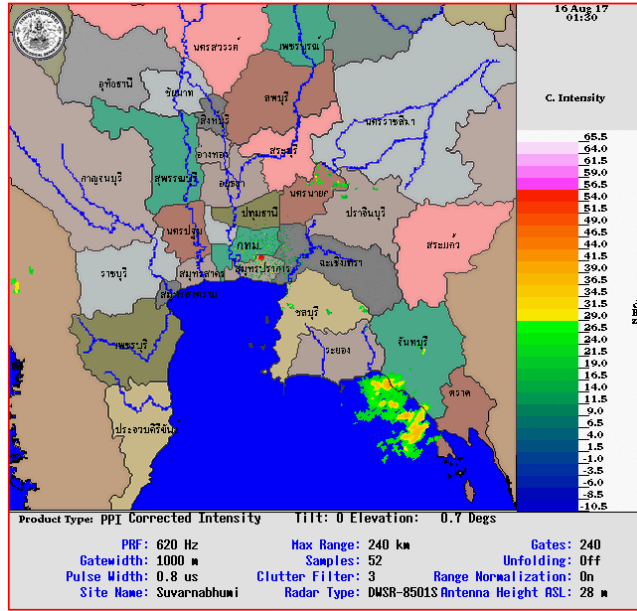 16 Aug 17
01:30
C. Intensity
65.5
64.0
61.5
59.0
56.5
54.0
51.5
49.0
46.5
44.0
41.5
39.0
36.5
34.0
31.5
29.0
26.5
24.0
21.5
19.0
16.5
14.0
11.5
9.0
6.5
4.0
1.5
-1.0
-3.5
-6.0
-8.5
-10.5
นครสวรรค์
เพชรบูรณ์
อุทัยธานี
ชัยนาท
ลพบุรี
สิงห์บุรี
นครราชสีมา
สระบุรี
อ่างทอง
กาญจนบุรี
สุพรรณบุรี
อยุธยา
นครนายก
ปทุมธานี
ปราจีนบุรี
นครปฐม
สระแก้ว
กทม.
ฉะเชิงเทรา
ราชบุรี
สมุทรสาคร
สมุทรปราการ
สมุทรสงคราม
ชลบุรี
เพชรบุรี
ระยอง
จันทบุรี
ตราด
ประจวบคีรีขันธ์
Product Type: PPI Corrected Intensity Tilt: 0 Elevation: 0.7 Degs
PRF: 620 Hz Max Range: 240 km Gates: 240
Gatewidth: 1000 m Samples: 52 Unfolding: Off
Pulse Width: 0.8 us Clutter Filter: 3 Range Normalization: On
Site Name: Suvarnabhumi Radar Type: DWSR-8501S Antenna Height ASL: 28 m